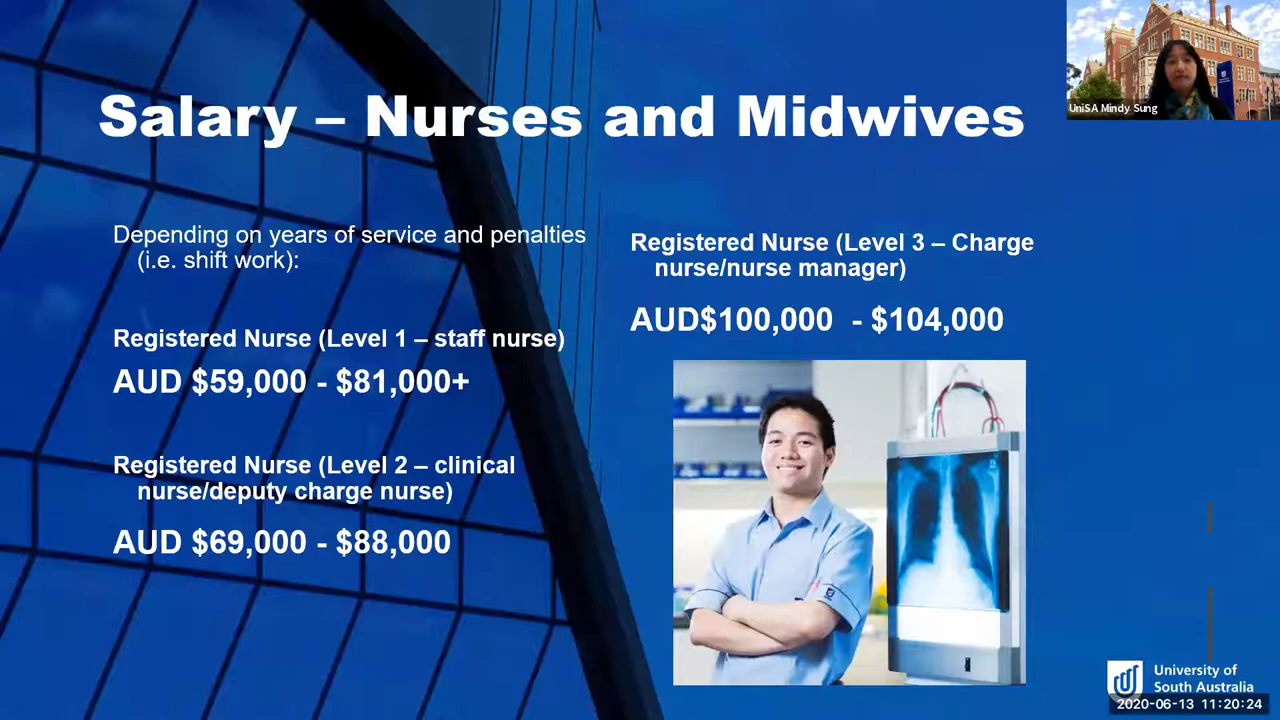 Salary – Nurses and Midwives
UniSA Mindy Sung
Depending on years of service and penalties
(i.e. shift work):
Registered Nurse (Level 1 – staff nurse)
AUD $59,000 - $81,000+
Registered Nurse (Level 2 – clinical
nurse/deputy charge nurse)
AUD $69,000 - $88,000
Registered Nurse (Level 3 – Charge
nurse/nurse manager)
AUD$100,000 - $104,000
University of
South Australia
2020-06-13 11:20:24